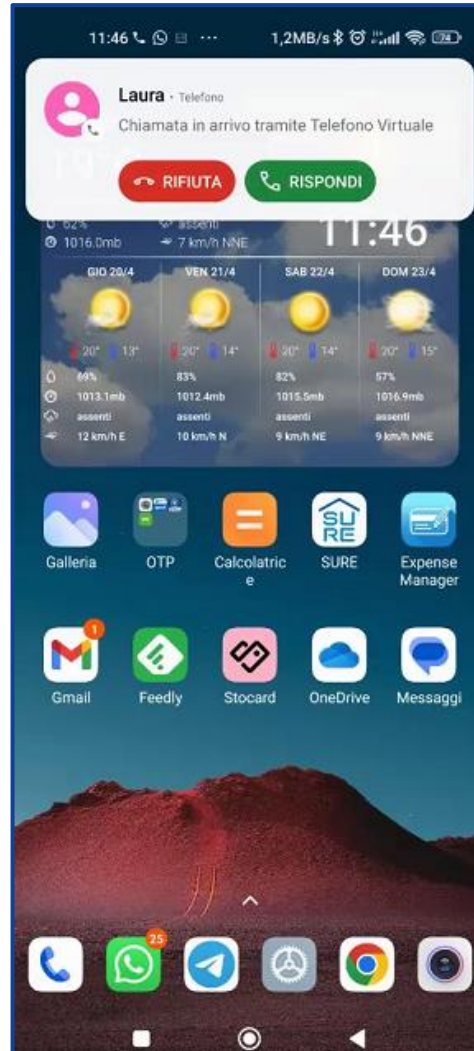 11:46 ··· 1,2MB/s 74
Laura · Telefono
Chiamata in arrivo tramite Telefono Virtuale
RIFIUTA RISPONDI
62% assenti 11:46
1016.0mb 7 km/h NNE
GIO 20/4 VEN 21/4 SAB 22/4 DOM 23/4
20° 13° 20° 14° 20° 14° 20° 15°
69% 83% 82% 57%
1013.1mb 1012.4mb 1015.5mb 1016.9mb
assenti assenti assenti assenti
12 km/h E 10 km/h N 9 km/h NE 9 km/h NNE
SU
RE
Galleria OTP Calcolatric SURE Expense
e Manager
1
Gmail Feedly Stocard OneDrive Messaggi
25